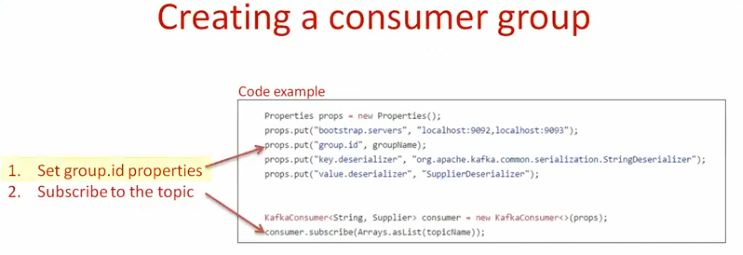 Creating a consumer group
Code example
Properties props = new Properties();
props.put("bootstrap.servers", "localhost:9092,localhost:9093");
props.put("group.id", groupName);
props.put("key.deserializer", "org.apache.kafka.common.serialization.StringDeserializer");
props.put("value.deserializer", "SupplierDeserializer");
KafkaConsumer<String, Supplier> consumer = new KafkaConsumer<>(props);
consumer.subscribe(Arrays.asList(topicName));
1. Set group.id properties
2. Subscribe to the topic